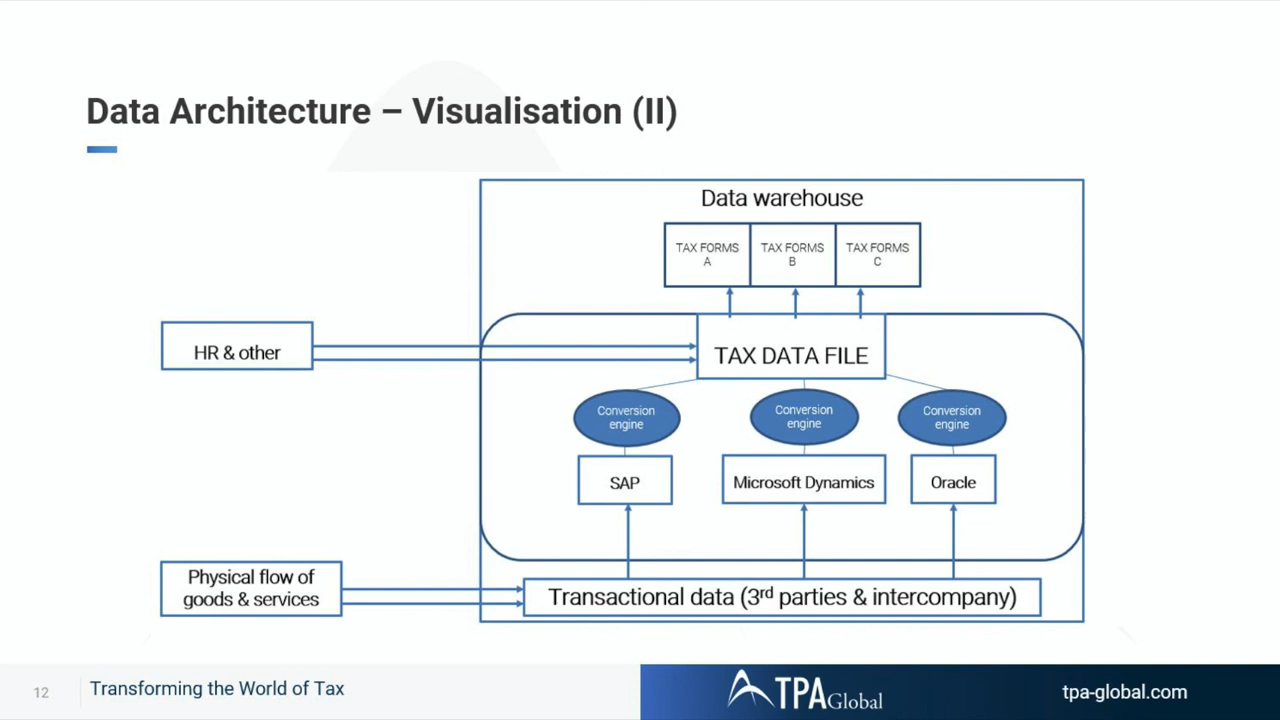 Data Architecture – Visualisation (II)
Data warehouse
TAX FORMS
A
TAX FORMS
B
TAX FORMS
C
HR & other
TAX DATA FILE
Conversion
engine
Conversion
engine
Conversion
engine
SAP
Microsoft Dynamics
Oracle
Physical flow of
goods & services
Transactional data (3rd parties & intercompany)
12
Transforming the World of Tax
TPA Global
tpa-global.com